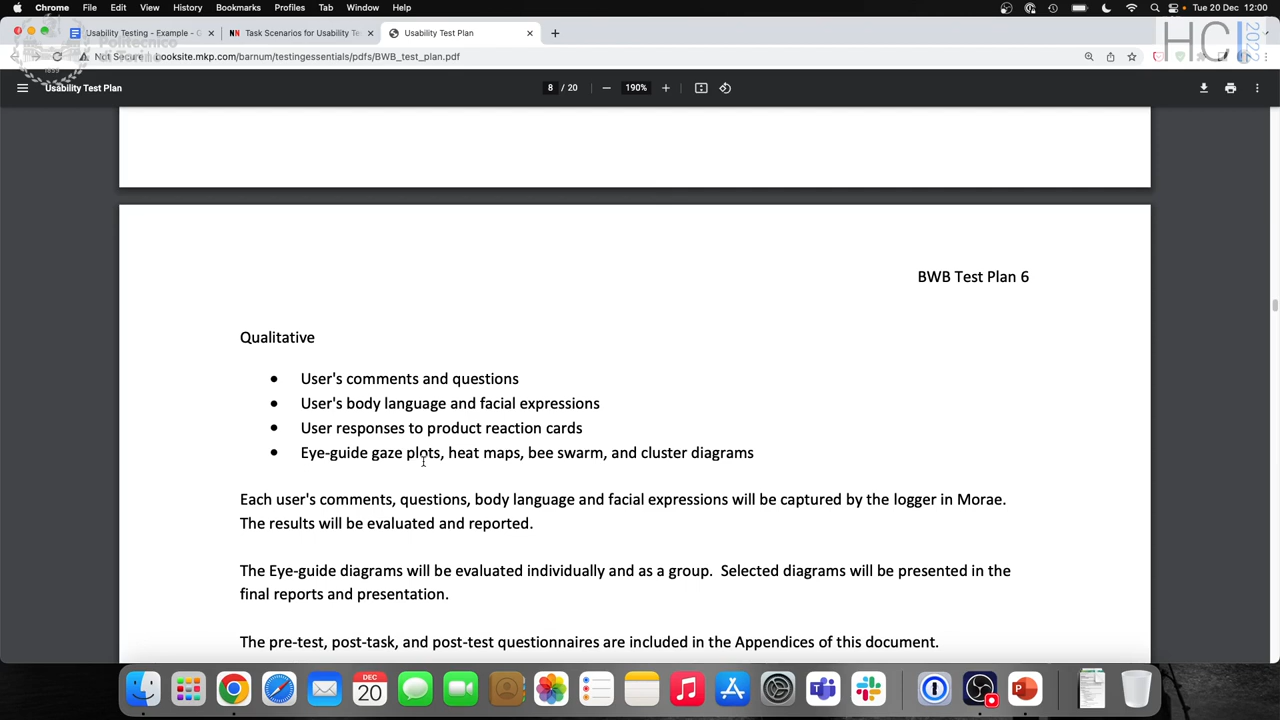 Chrome File Edit View History Bookmarks Profiles Tab Window Help Tue 20 Dec 12:00
Usability Testing - Example - G
Task Scenarios for Usability Te
Usability Test Plan
Politecnico
1859
HCI 2022
Not Secure booksite.mkp.com/barnum/testingessentials/pdfs/BWB_test_plan.pdf
Usability Test Plan 8 / 20 190%
BWB Test Plan 6
Qualitative
• User's comments and questions
• User's body language and facial expressions
• User responses to product reaction cards
• Eye-guide gaze plots, heat maps, bee swarm, and cluster diagrams
Each user's comments, questions, body language and facial expressions will be captured by the logger in Morae.
The results will be evaluated and reported.
The Eye-guide diagrams will be evaluated individually and as a group. Selected diagrams will be presented in the
final reports and presentation.
The pre-test, post-task, and post-test questionnaires are included in the Appendices of this document.
DEC
20